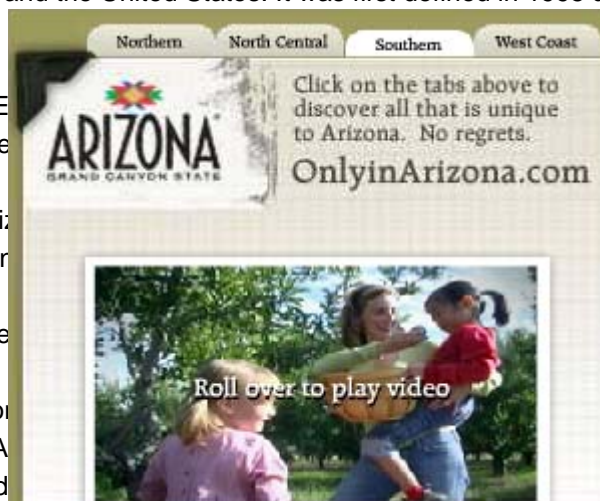 and the United States. It was first defined in
Northern North Central Southern West Coast
Click on the tabs above to
discover all that is unique
to Arizona. No regrets.
OnlyinArizona.com
ARIZONA
GRAND CANYON STATE
Roll over to play video